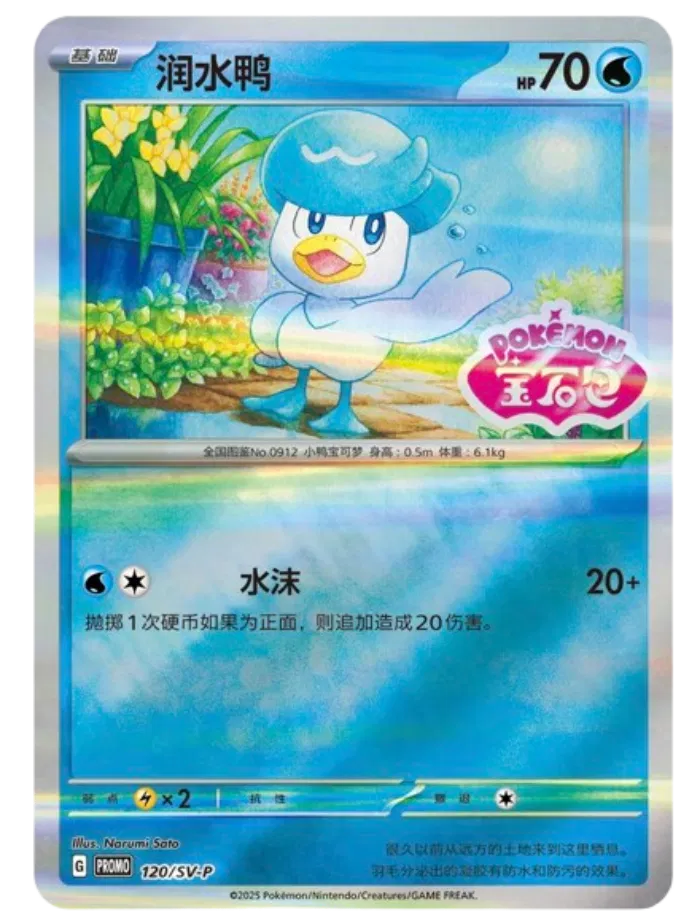 基础
润水鸭
HP 70
POKÉMON
宝石包
全国图鉴No.0912 小鸭宝可梦 身高：0.5m 体重：6.1kg
水沫 20+
抛掷1次硬币如果为正面，则追加造成20伤害。
弱点 ×2 抗性 撤退
Illus. Narumi Sato
很久以前从远方的土地来到这里栖息。
羽毛分泌出的凝胶有防水和防污的效果。
G PROMO 120/SV-P
©2025 Pokémon/Nintendo/Creatures/GAME FREAK.